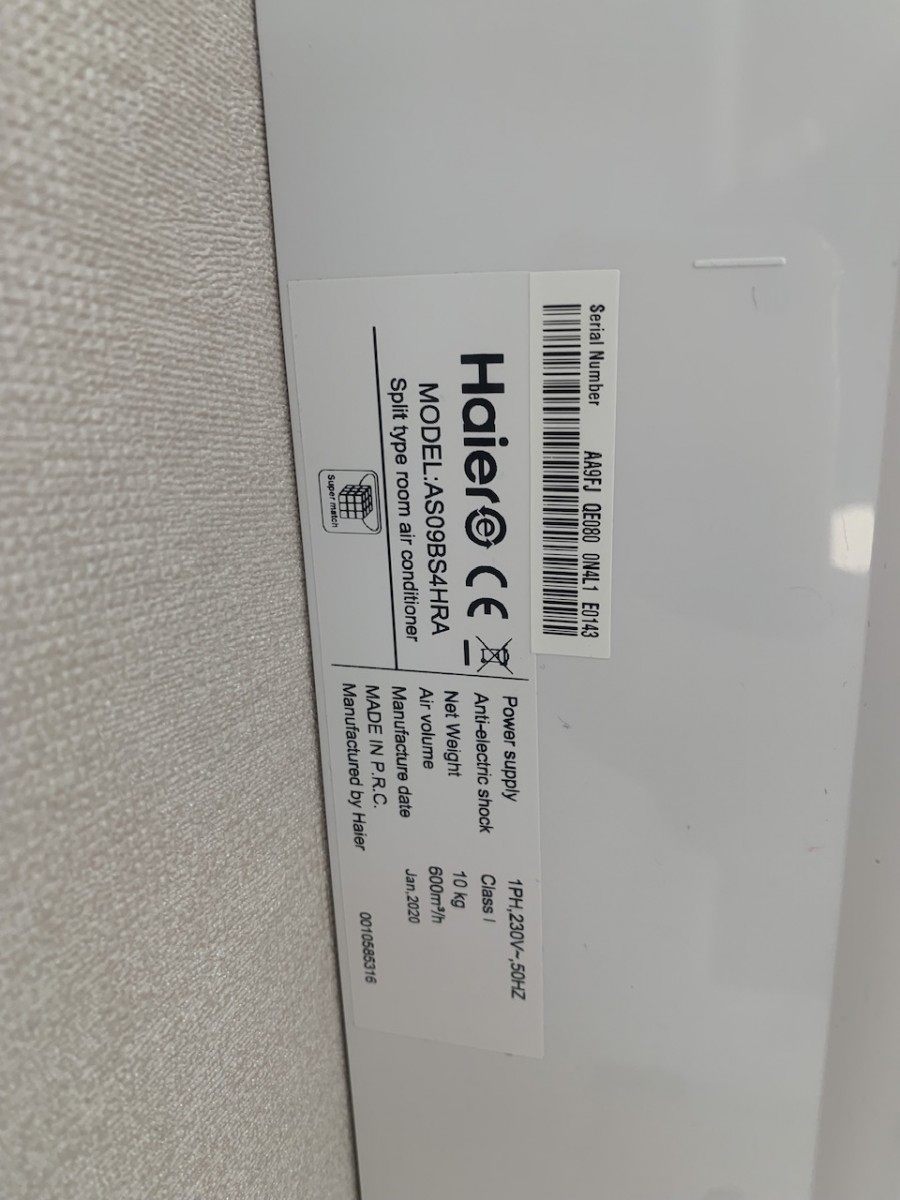 Serial Number AA9FJ QE080 0N4L1 E0143
Haier
CE
MODEL:AS09BS4HRA
Split type room air conditioner
Super match
Power supply 1PH,230V~,50HZ
Anti-electric shock Class I
Net Weight 10 kg
Air volume 600m³/h
Manufacture date Jan,2020
MADE IN P.R.C.
Manufactured by Haier 0010585316